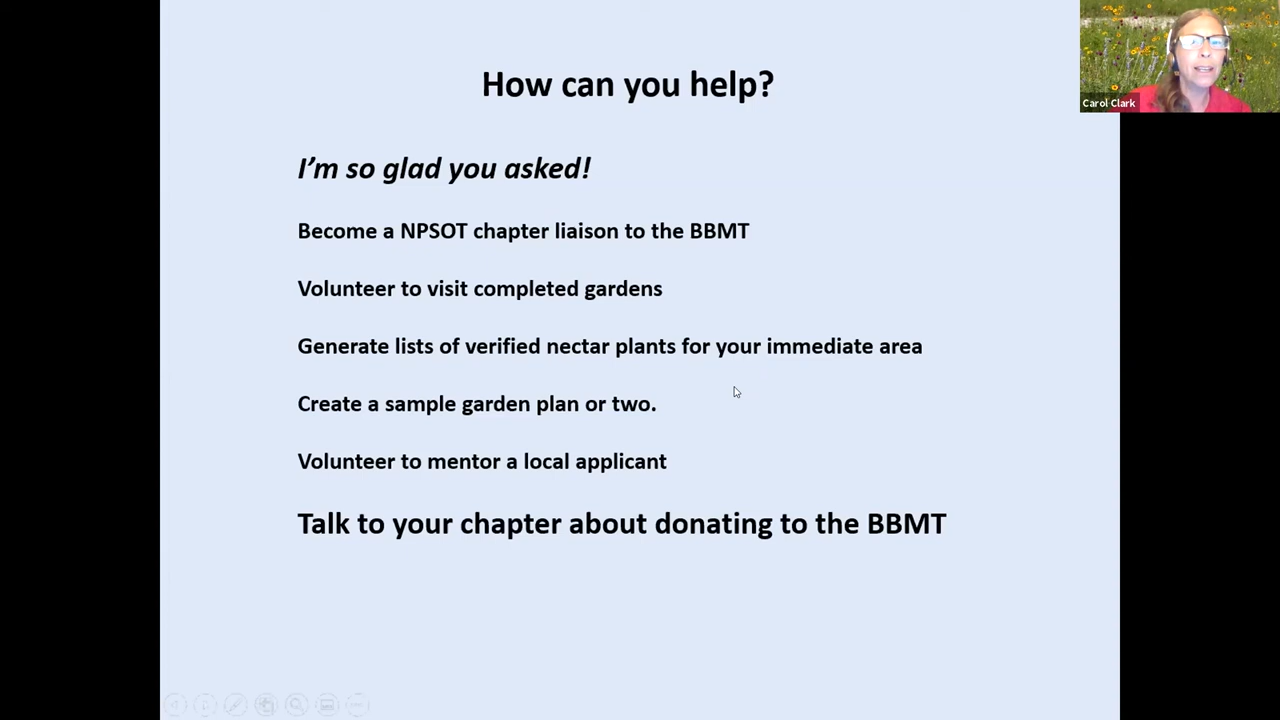 How can you help?
Carol Clark
I'm so glad you asked!
Become a NPSOT chapter liaison to the BBMT
Volunteer to visit completed gardens
Generate lists of verified nectar plants for your immediate area
Create a sample garden plan or two.
Volunteer to mentor a local applicant
Talk to your chapter about donating to the BBMT